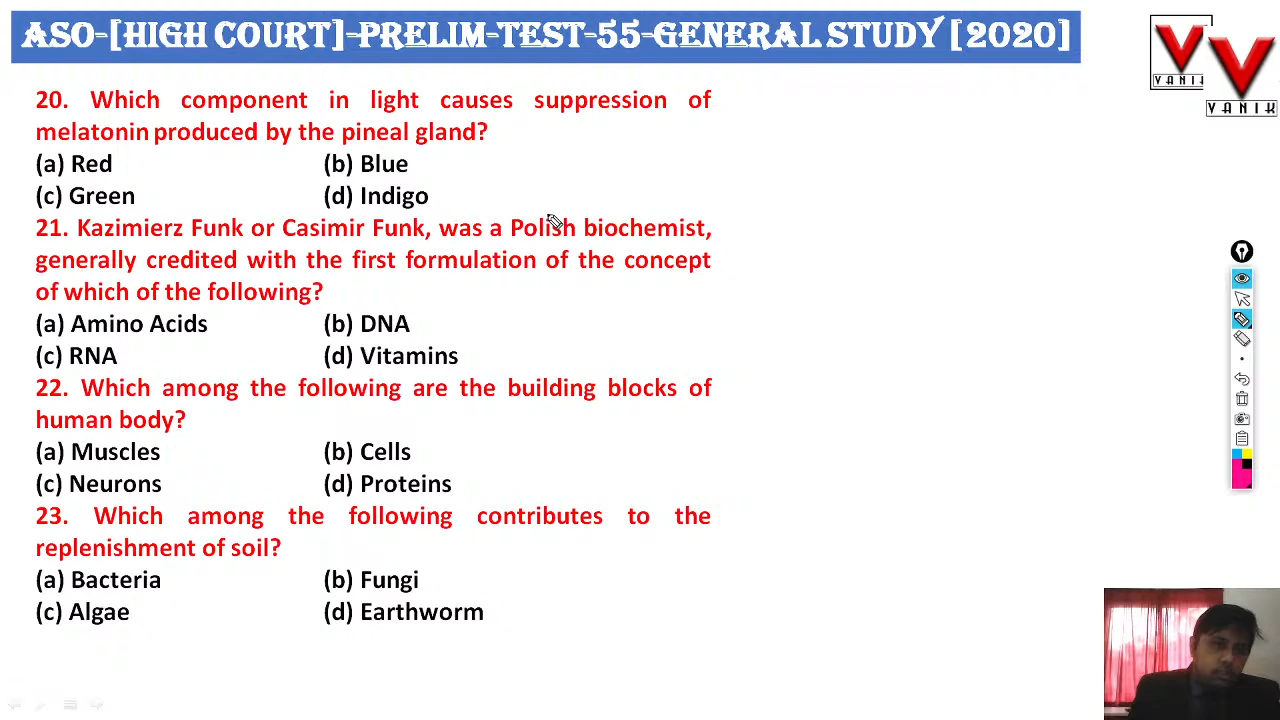 ASO-[HIGH COURT]-PRELIM-TEST-55-GENERAL STUDY [2020]
VANIK
VANIK
20. Which component in light causes suppression of
melatonin produced by the pineal gland?
(a) Red (b) Blue
(c) Green (d) Indigo
21. Kazimierz Funk or Casimir Funk, was a Polish biochemist,
generally credited with the first formulation of the concept
of which of the following?
(a) Amino Acids (b) DNA
(c) RNA (d) Vitamins
22. Which among the following are the building blocks of
human body?
(a) Muscles (b) Cells
(c) Neurons (d) Proteins
23. Which among the following contributes to the
replenishment of soil?
(a) Bacteria (b) Fungi
(c) Algae (d) Earthworm